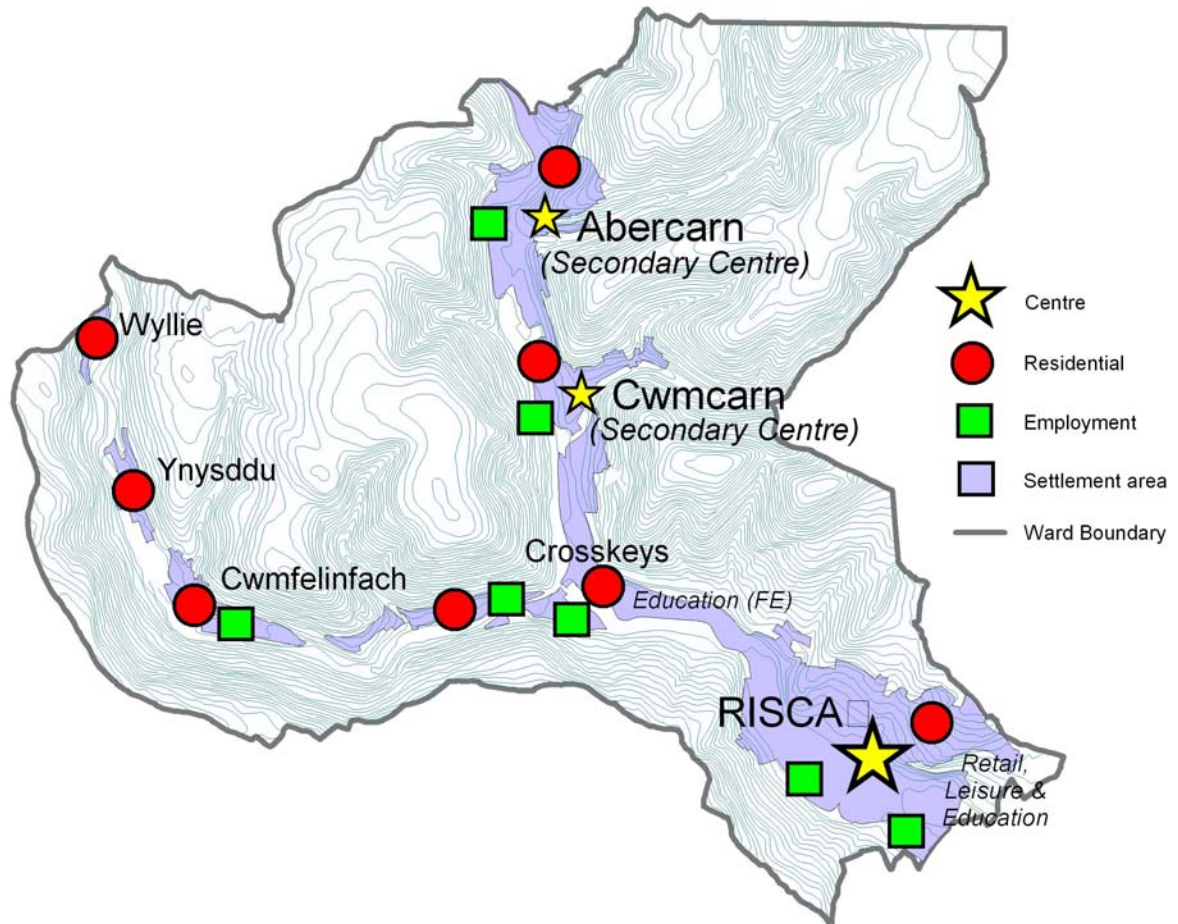 Abercarn
(Secondary Centre)
Centre
Wyllie
Residential
Cwmcarn
(Secondary Centre)
Employment
Ynysddu
Settlement area
Ward Boundary
Crosskeys
Cwmfelinfach
Education (FE)
RISCA
Retail,
Leisure &
Education